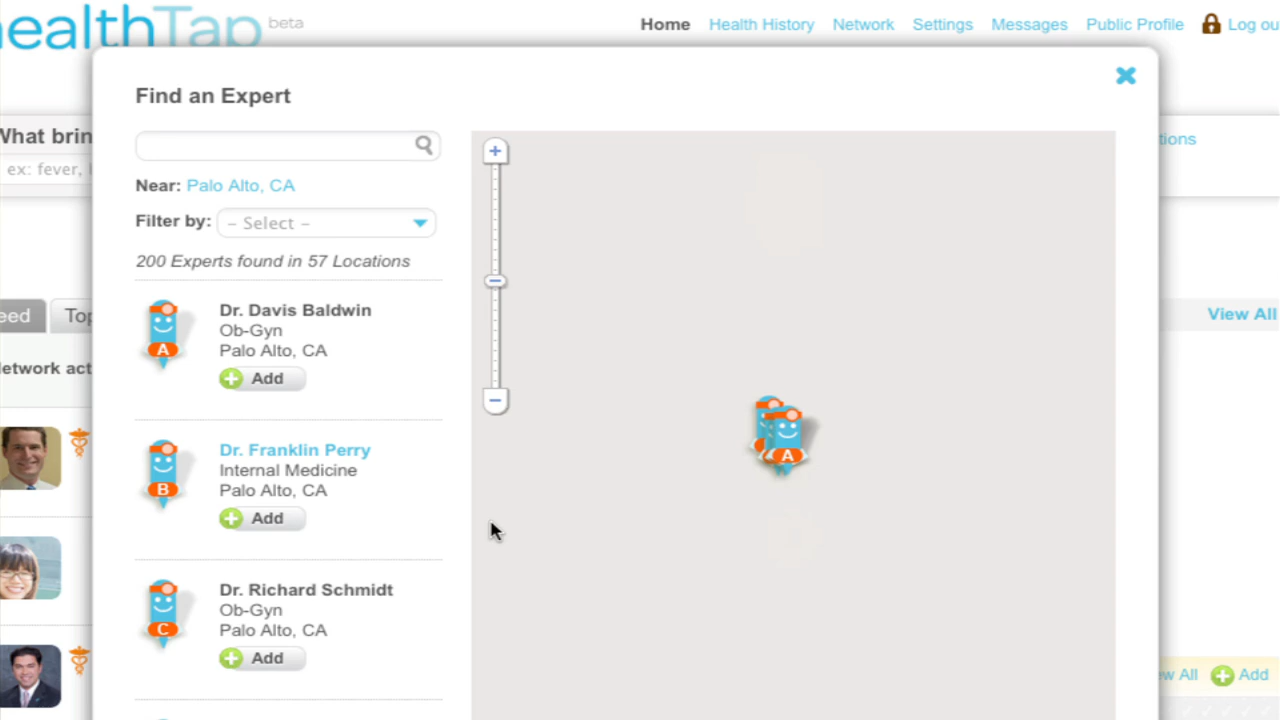 healthTap beta
Home Health History Network Settings Messages Public Profile Log ou
What brin
ex: fever,
Find an Expert
Near: Palo Alto, CA
Filter by: – Select –
200 Experts found in 57 Locations
A
Dr. Davis Baldwin
Ob-Gyn
Palo Alto, CA
Add
B
Dr. Franklin Perry
Internal Medicine
Palo Alto, CA
Add
C
Dr. Richard Schmidt
Ob-Gyn
Palo Alto, CA
Add
A
tions
eed
Top
View All
etwork act
ew All Add